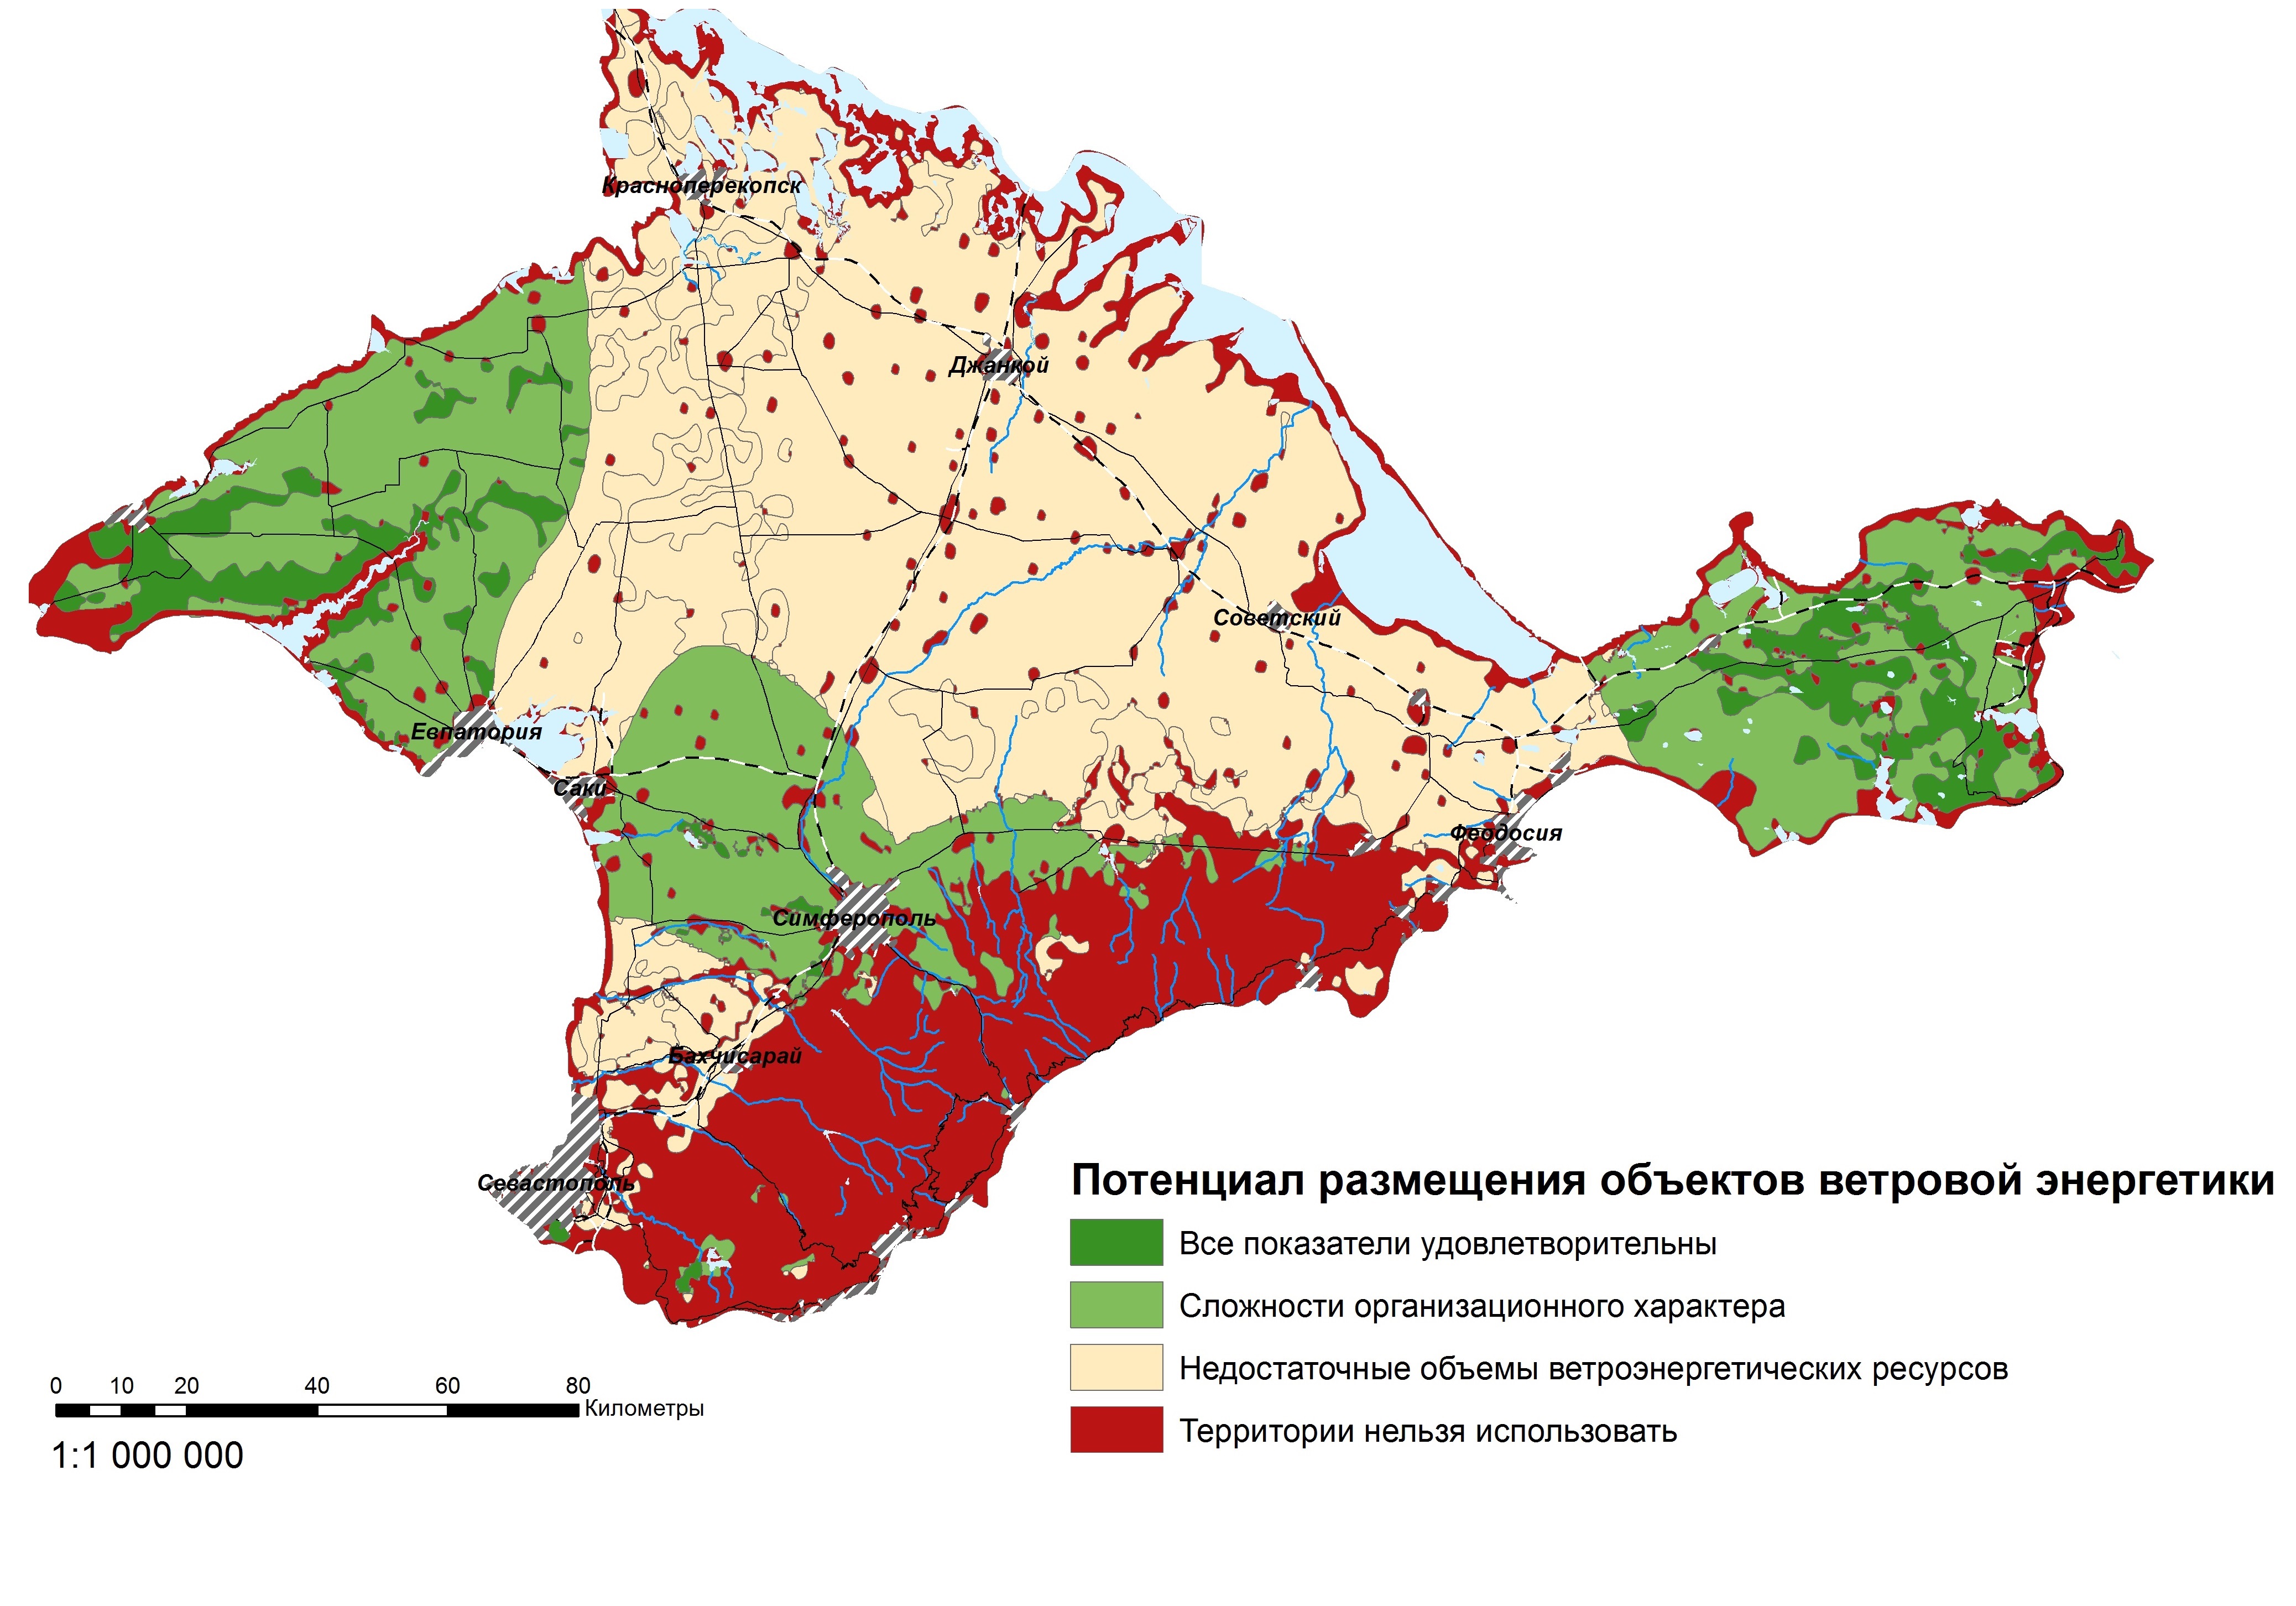 Красноперекопск
Джанкой
Советский
Евпатория
Саки
Феодосия
Симферополь
Бахчисарай
Севастополь
Потенциал размещения объектов ветровой энергетики
Все показатели удовлетворительны
Сложности организационного характера
Недостаточные объемы ветроэнергетических ресурсов
Территории нельзя использовать
0 10 20 40 60 80
Километры
1:1 000 000